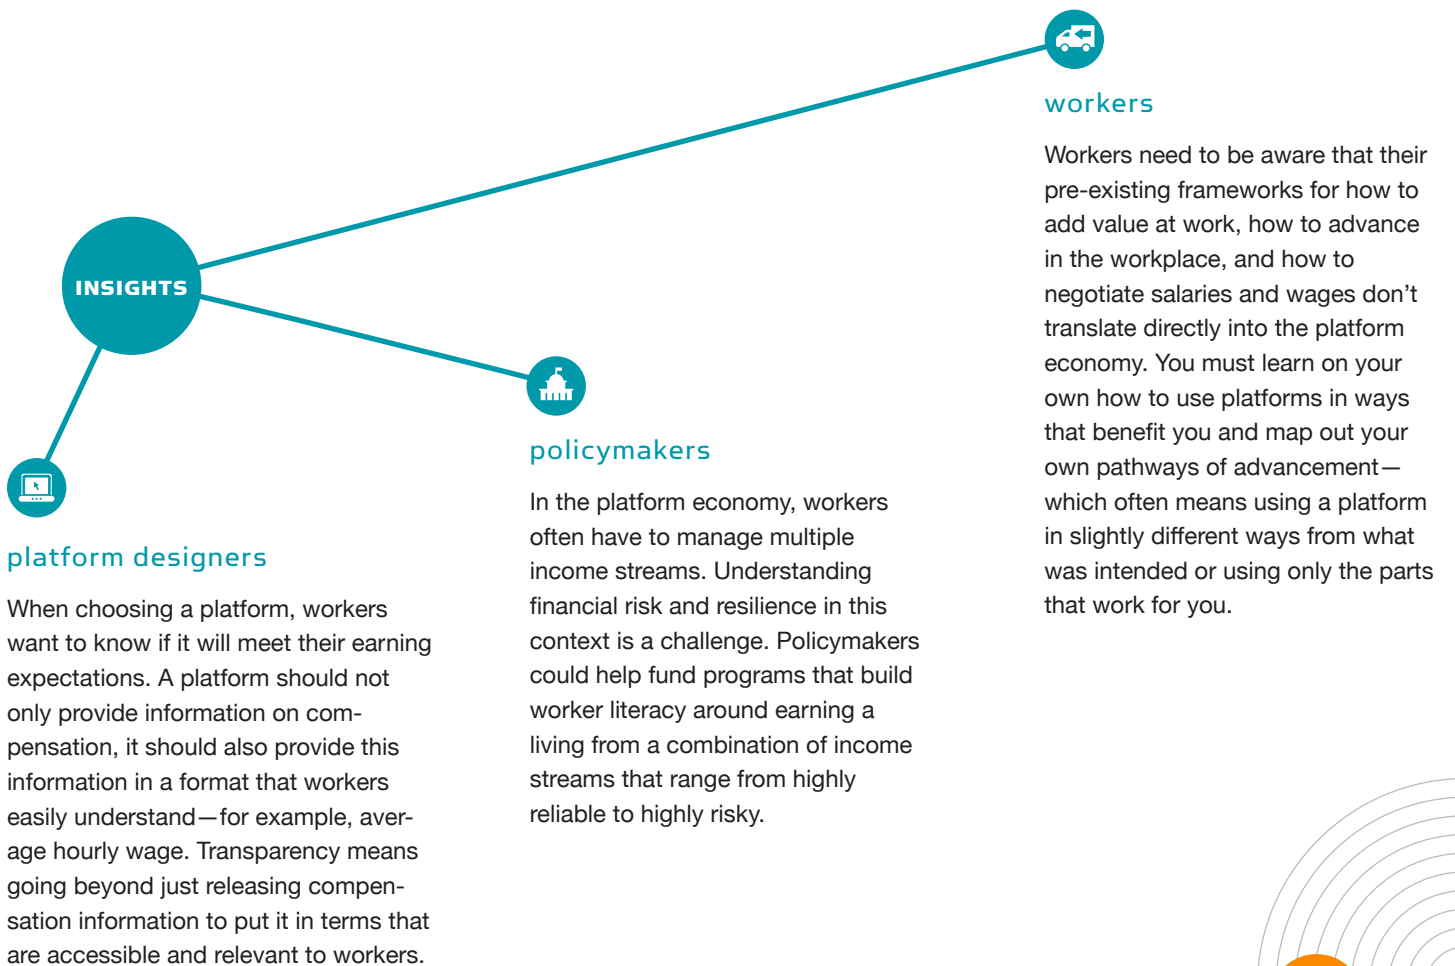 INSIGHTS
platform designers
When choosing a platform, workers
want to know if it will meet their earning
expectations. A platform should not
only provide information on com-
pensation, it should also provide this
information in a format that workers
easily understand—for example, aver-
age hourly wage. Transparency means
going beyond just releasing compen-
sation information to put it in terms that
are accessible and relevant to workers.
policymakers
In the platform economy, workers
often have to manage multiple
income streams. Understanding
financial risk and resilience in this
context is a challenge. Policymakers
could help fund programs that build
worker literacy around earning a
living from a combination of income
streams that range from highly
reliable to highly risky.
workers
Workers need to be aware that their
pre-existing frameworks for how to
add value at work, how to advance
in the workplace, and how to
negotiate salaries and wages don’t
translate directly into the platform
economy. You must learn on your
own how to use platforms in ways
that benefit you and map out your
own pathways of advancement—
which often means using a platform
in slightly different ways from what
was intended or using only the parts
that work for you.